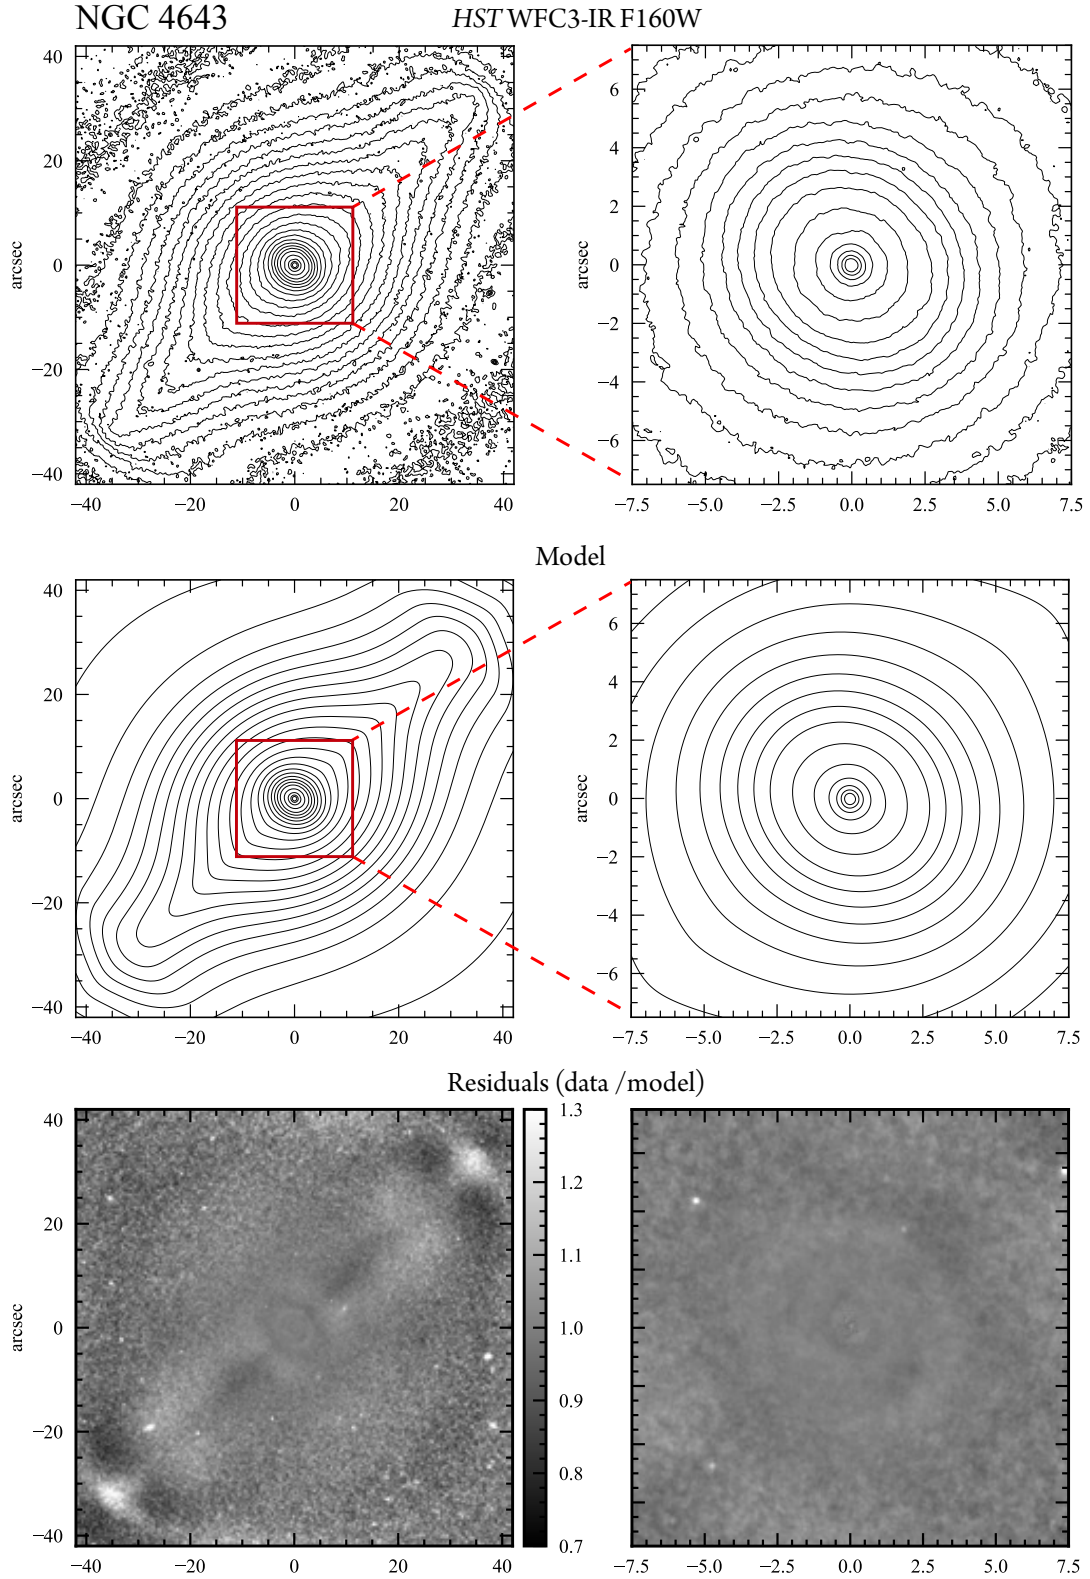 NGC 4643
HST WFC3-IR F160W
40
20
0
−20
−40
arcsec
−40 −20 0 20 40
6
4
2
0
−2
−4
−6
arcsec
−7.5 −5.0 −2.5 0.0 2.5 5.0 7.5
Model
40
20
0
−20
−40
arcsec
−40 −20 0 20 40
6
4
2
0
−2
−4
−6
arcsec
−7.5 −5.0 −2.5 0.0 2.5 5.0 7.5
Residuals (data /model)
40
20
0
−20
−40
arcsec
−40 −20 0 20 40
1.3
1.2
1.1
1.0
0.9
0.8
0.7
−7.5 −5.0 −2.5 0.0 2.5 5.0 7.5